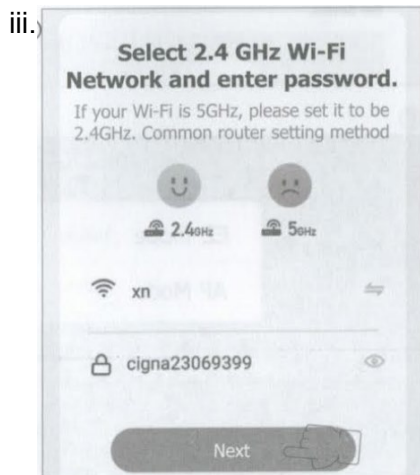 iii.)
Select 2.4 GHz Wi-Fi
Network and enter password.
If your Wi-Fi is 5GHz, please set it to be
2.4GHz. Common router setting method
2.4GHz 5GHz
xn
cigna23069399
Next